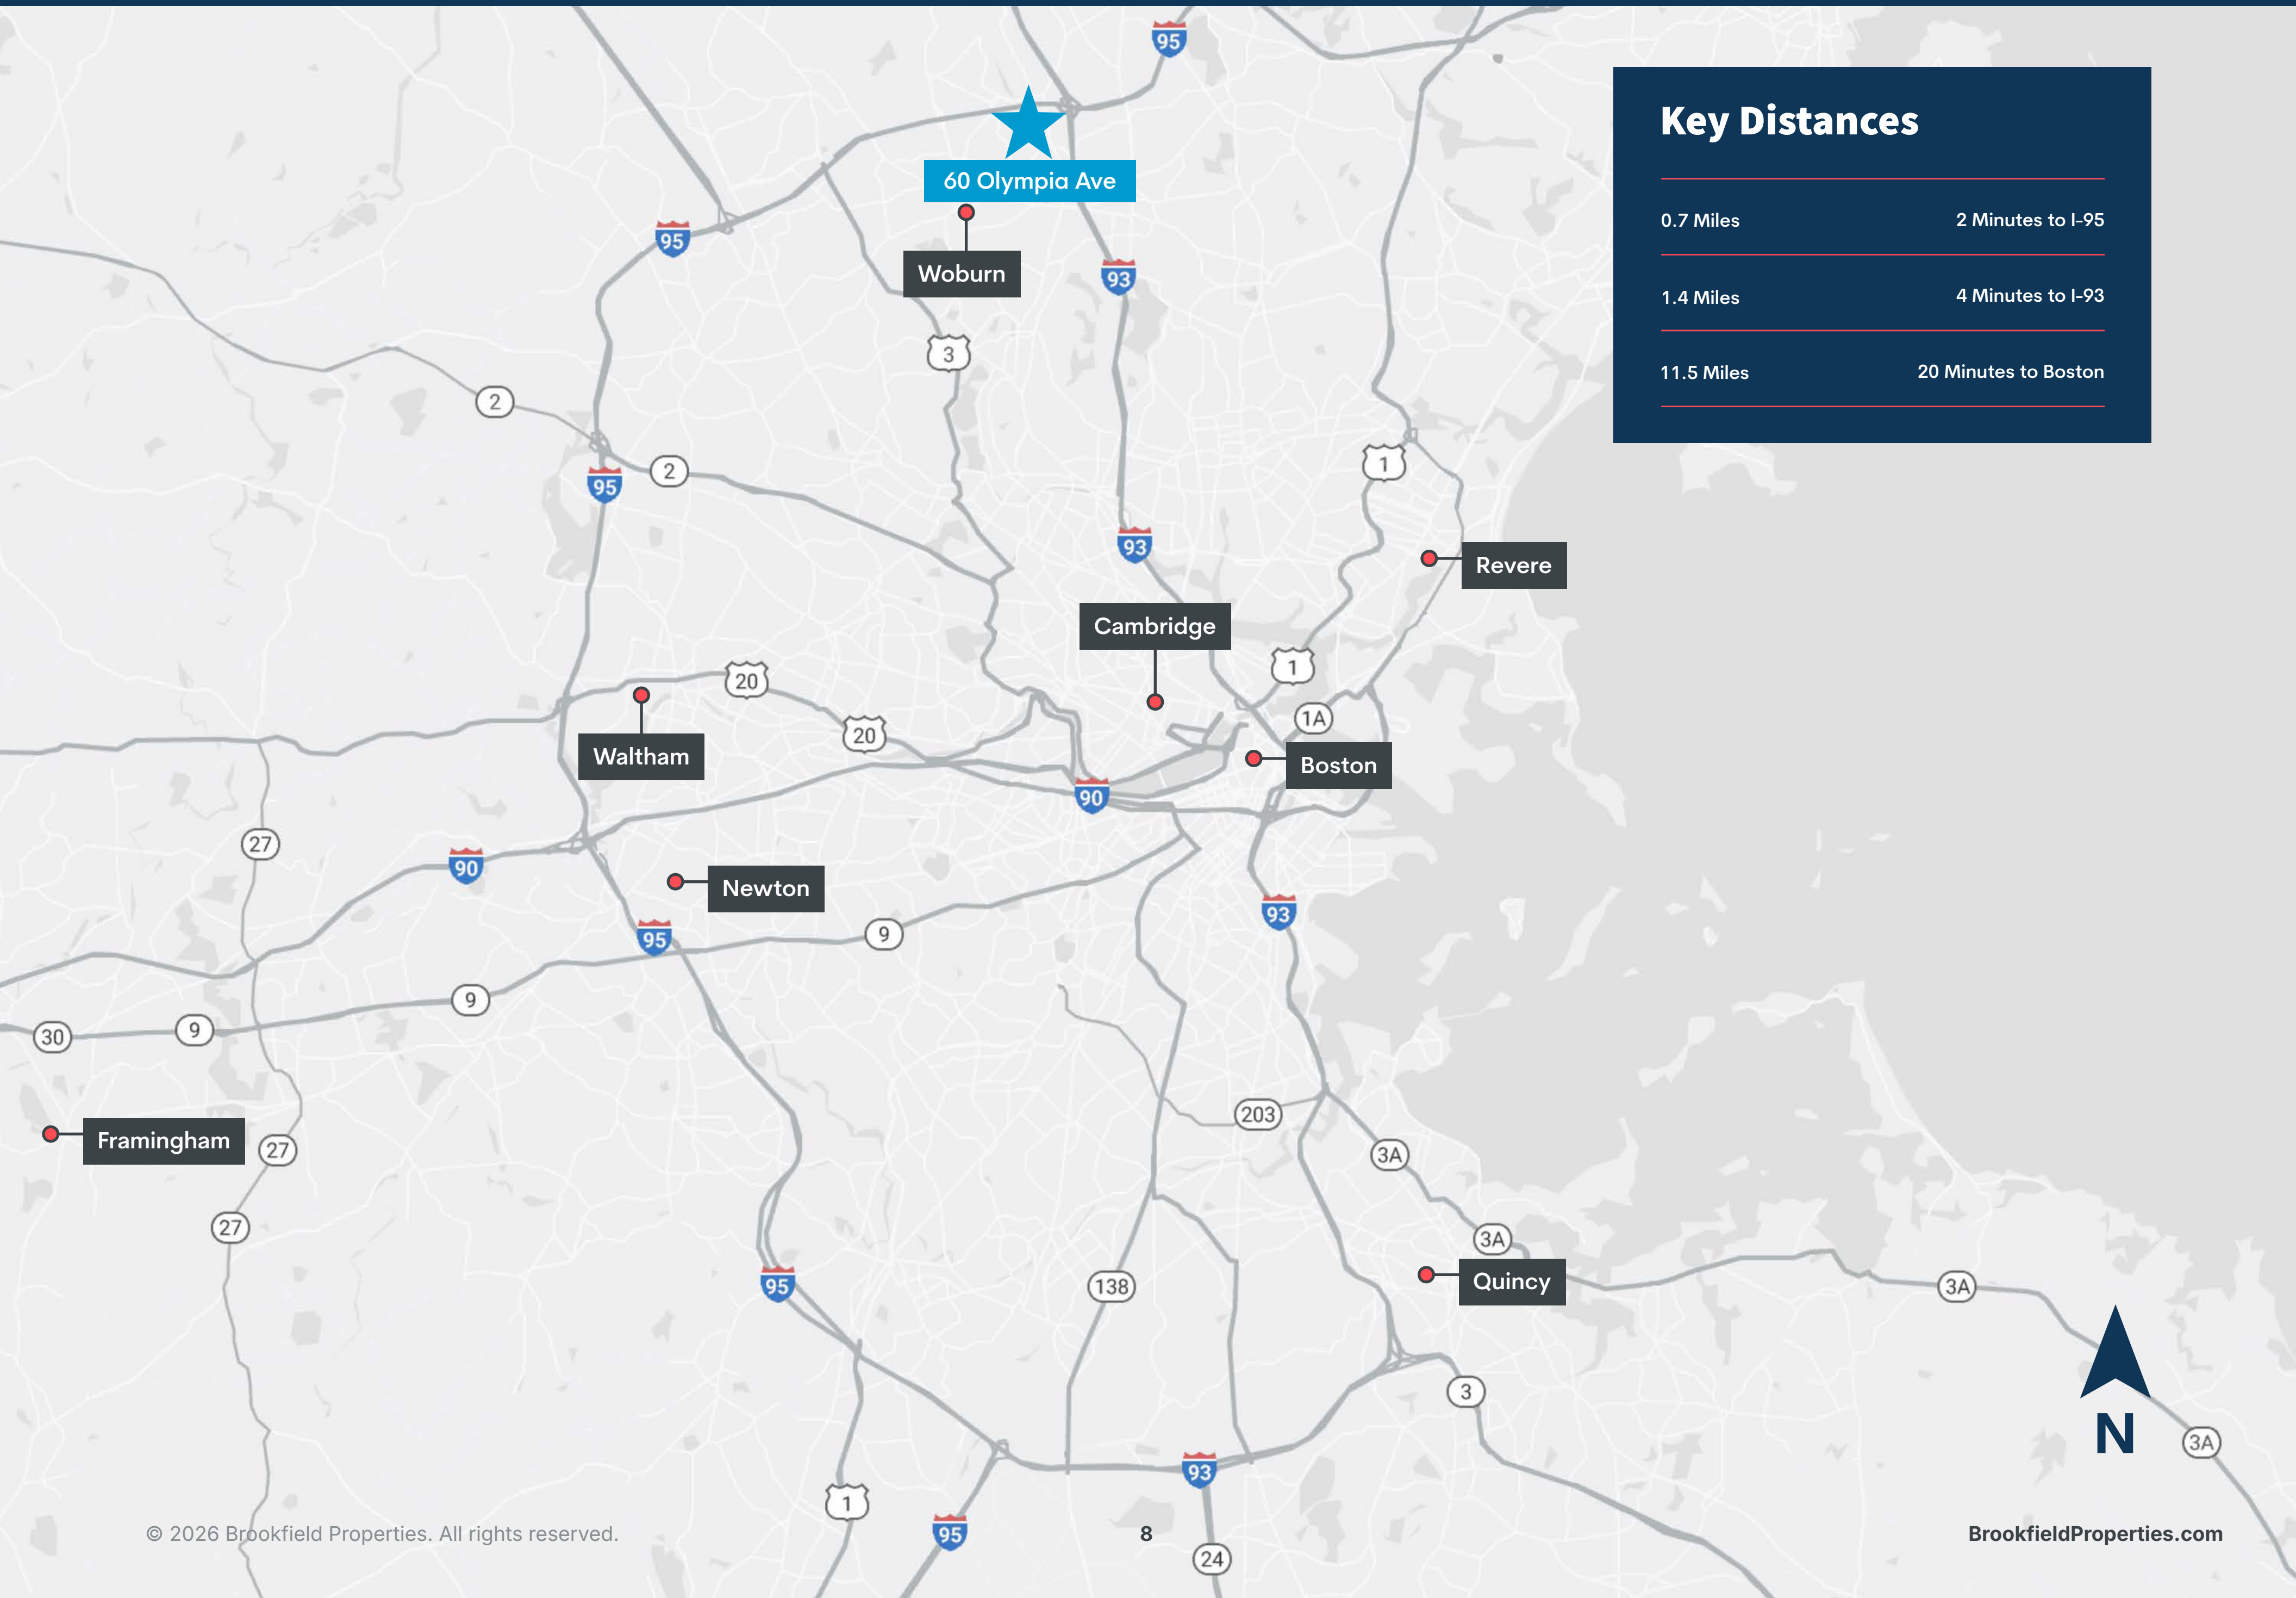 95
Key Distances
60 Olympia Ave
0.7 Miles 2 Minutes to I-95
95
Woburn
93
1.4 Miles 4 Minutes to I-93
3
11.5 Miles 20 Minutes to Boston
2
2
95
1
93
Revere
Cambridge
20
1
20
1A
Waltham
Boston
90
27
90
Newton
93
95
9
9
30
9
203
Framingham
27
3A
27
3A
95
138
Quincy
3A
3
N
3A
93
1
95
24
© 2026 Brookfield Properties. All rights reserved.
8
BrookfieldProperties.com